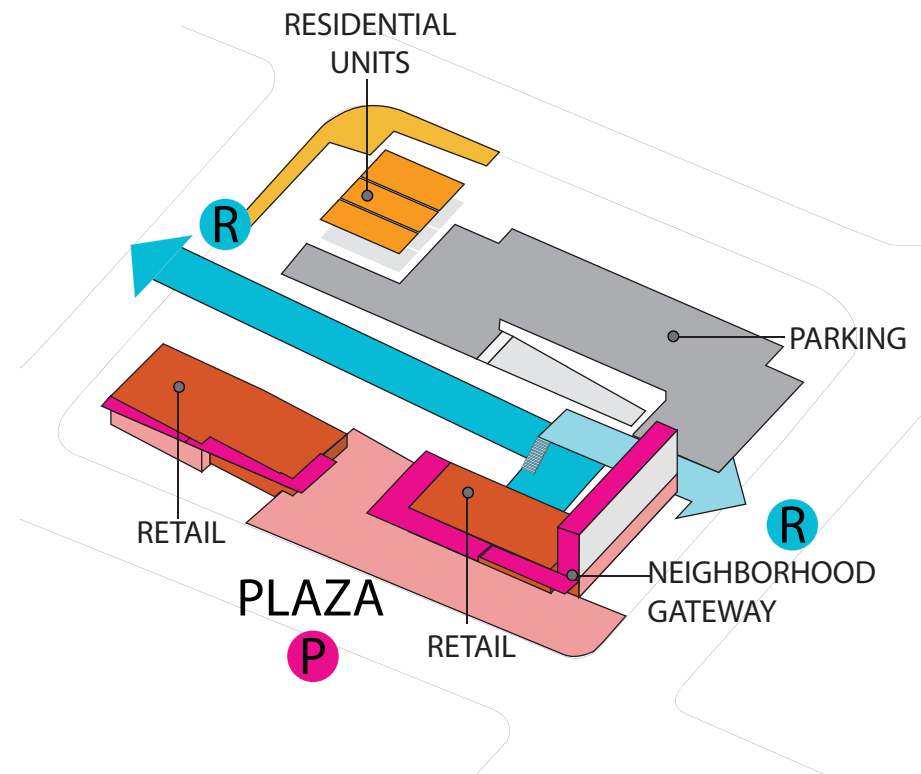 RESIDENTIAL
UNITS
R
PARKING
RETAIL
R
NEIGHBORHOOD
GATEWAY
PLAZA
P
RETAIL